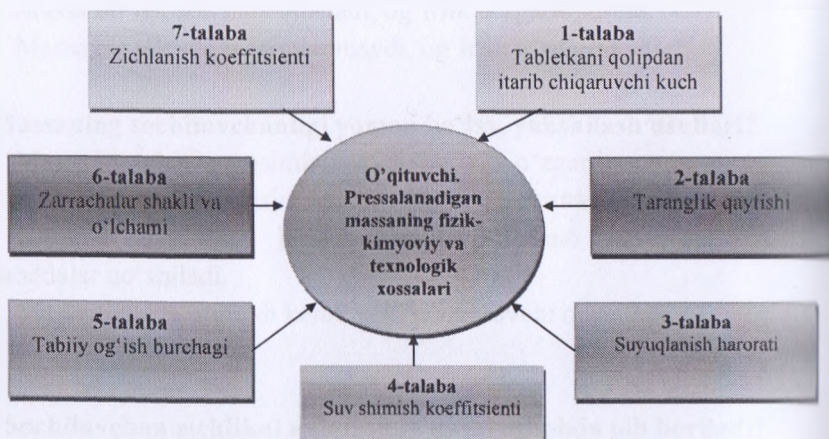 7-talaba
Zichlanish koeffitsienti
1-talaba
Tabletkani qolipdan
itarib chiqaruvchi kuch
6-talaba
Zarrachalar shakli va
o‘lchami
O’qituvchi.
Pressalanadigan
massaning fizik-
kimyoviy va
texnologik
xossalari
2-talaba
Taranglik qaytishi
5-talaba
Tabiiy og‘ish burchagi
3-talaba
Suyuqlanish harorati
4-talaba
Suv shimish koeffitsienti